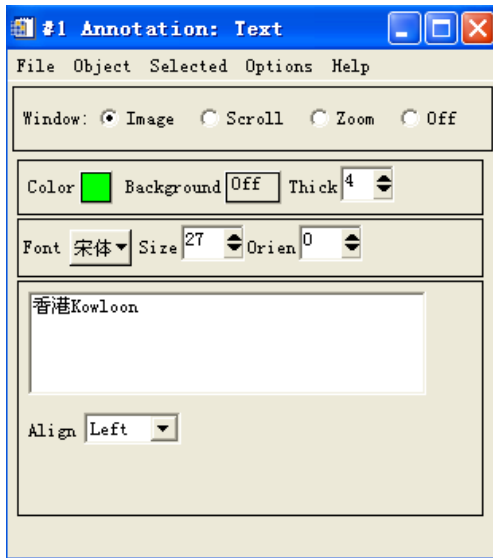 #1 Annotation: Text
File Object Selected Options Help
Window: Image Scroll Zoom Off
Color Background Off Thick 4
Font 宋体 Size 27 Orien 0
香港Kowloon
Align Left